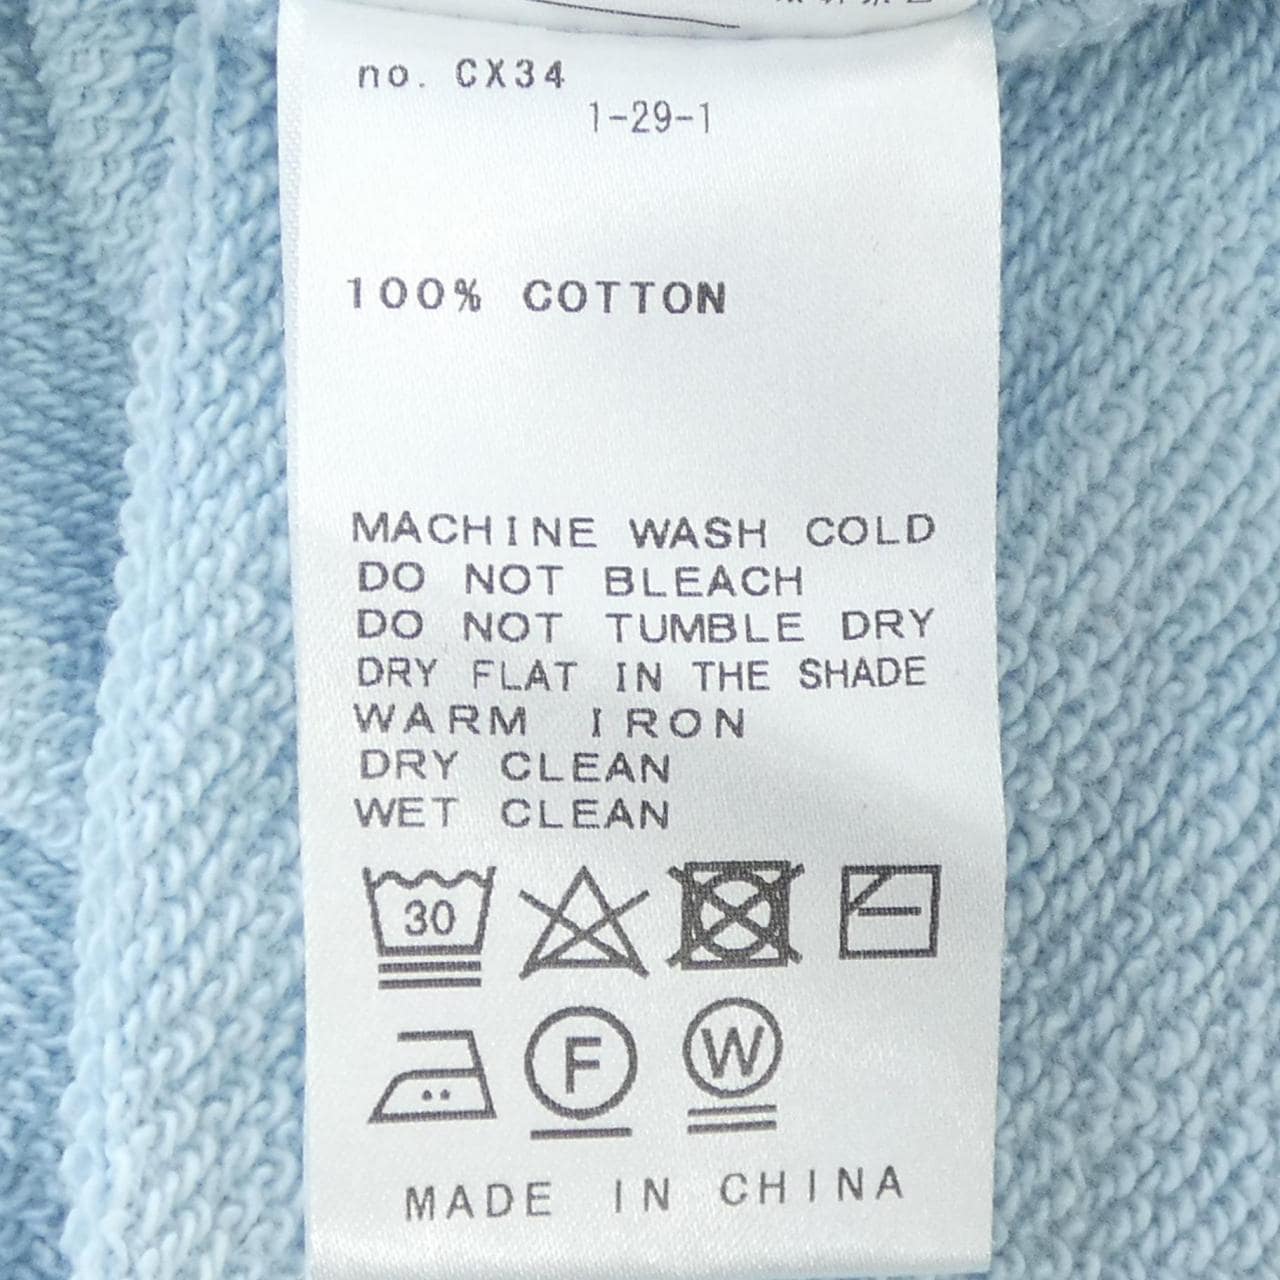 no. CX34
1-29-1
100% COTTON
MACHINE WASH COLD
DO NOT BLEACH
DO NOT TUMBLE DRY
DRY FLAT IN THE SHADE
WARM IRON
DRY CLEAN
WET CLEAN
30
F W
MADE IN CHINA